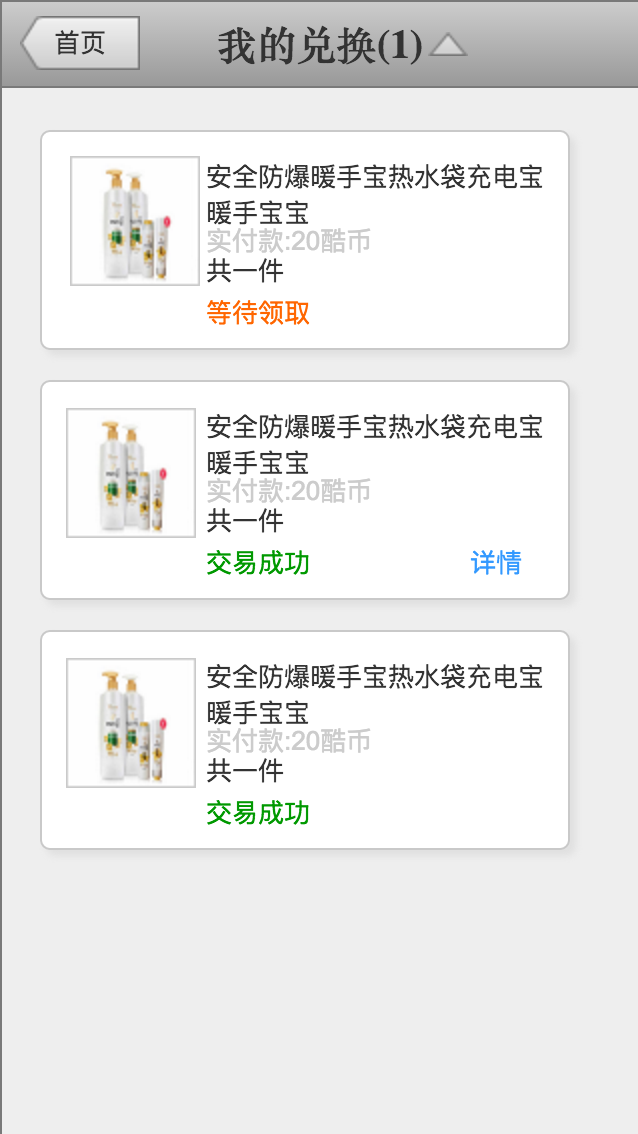 首页
我的兑换(1)
安全防爆暖手宝热水袋充电宝
暖手宝宝
实付款:20酷币
共一件
等待领取
安全防爆暖手宝热水袋充电宝
暖手宝宝
实付款:20酷币
共一件
交易成功
详情
安全防爆暖手宝热水袋充电宝
暖手宝宝
实付款:20酷币
共一件
交易成功